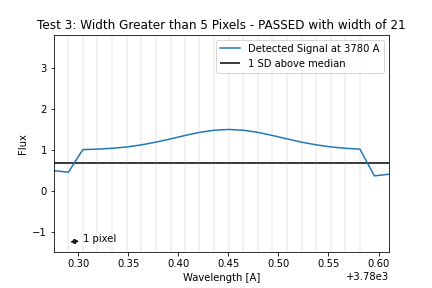 Test 3: Width Greater than 5 Pixels - PASSED with width of 21
Detected Signal at 3780 A
1 SD above median
3
2
1
0
−1
Flux
1 pixel
0.30 0.35 0.40 0.45 0.50 0.55 0.60
Wavelength [A]
+3.78e3